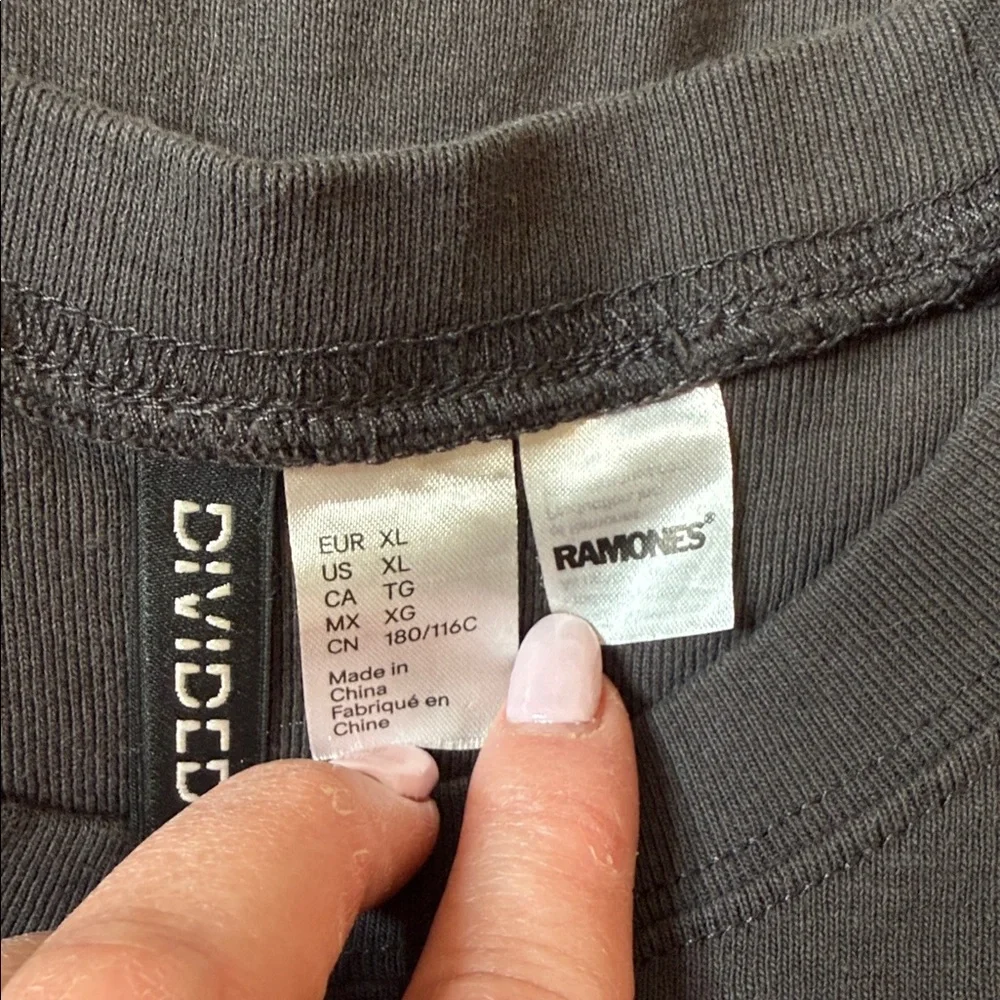 DIVIDED
EUR XL
US XL
CA TG
MX XG
CN 180/116C
Made in
China
Fabriqué en
Chine
RAMONES®